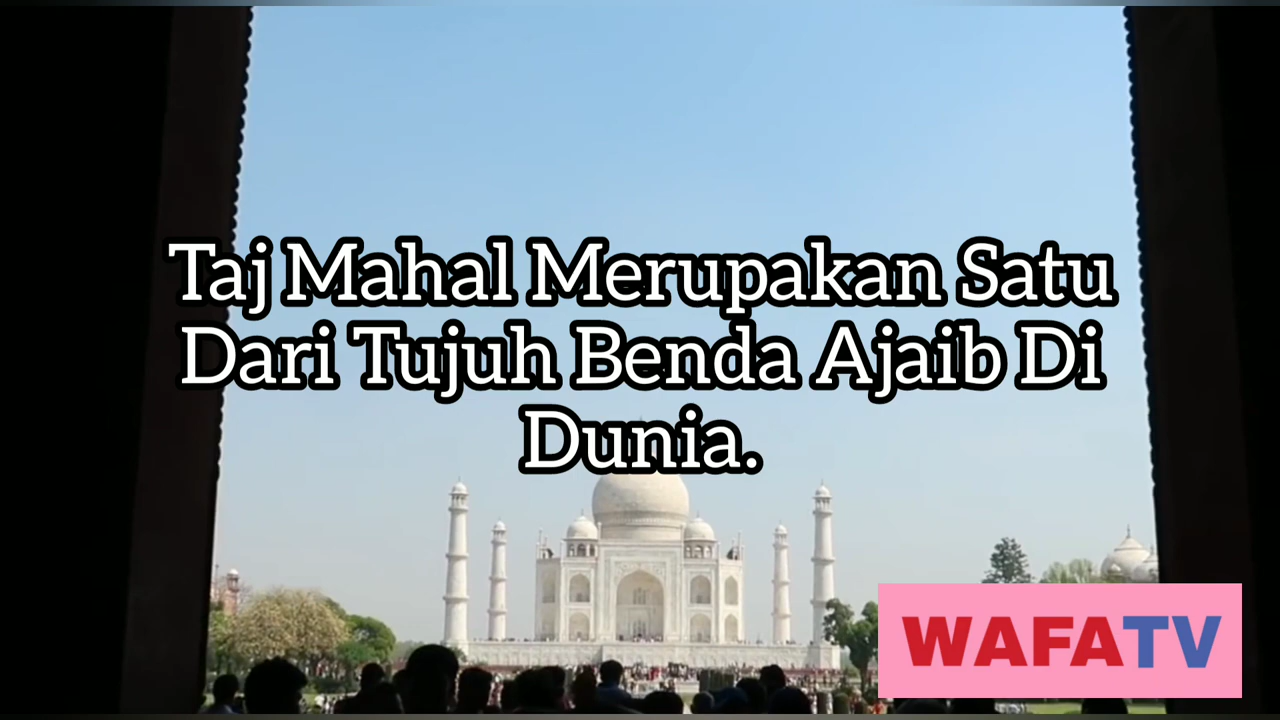 Taj Mahal Merupakan Satu
Dari Tujuh Benda Ajaib Di
Dunia.
WAFATV